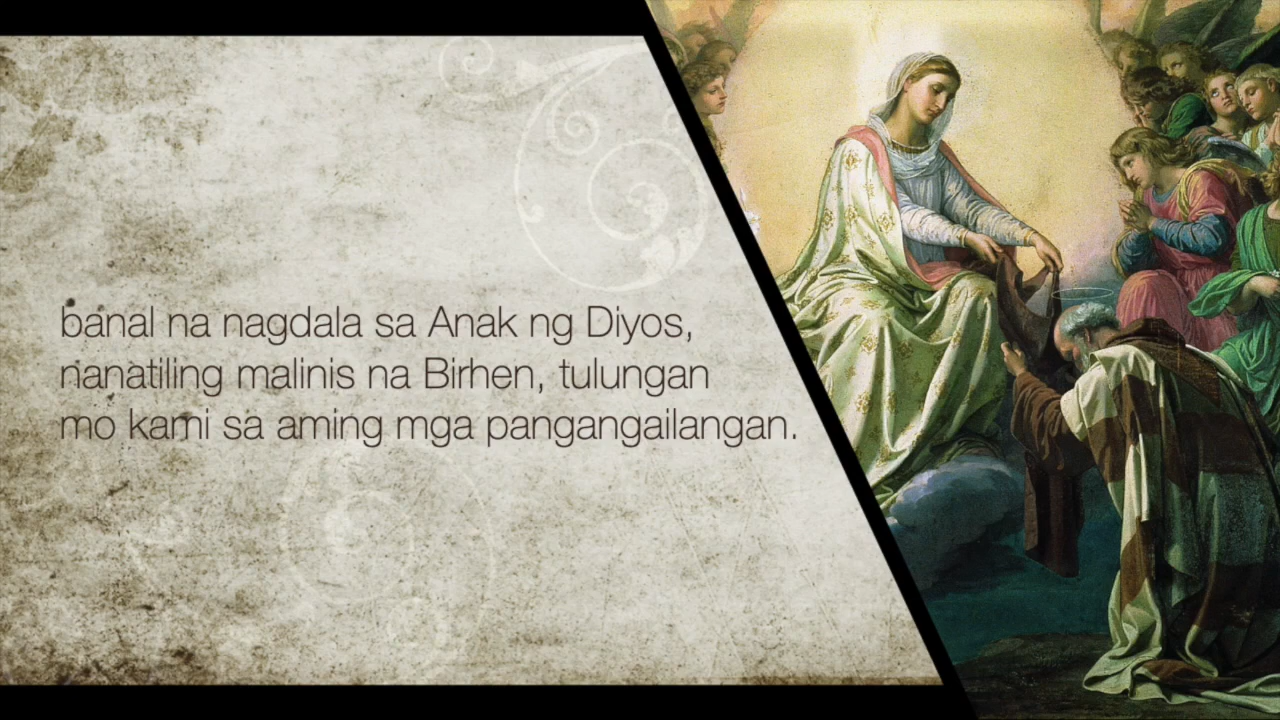 banal na nagdala sa Anak ng Diyos,
nanatiling malinis na Birhen, tulungan
mo kami sa aming mga pangangailangan.